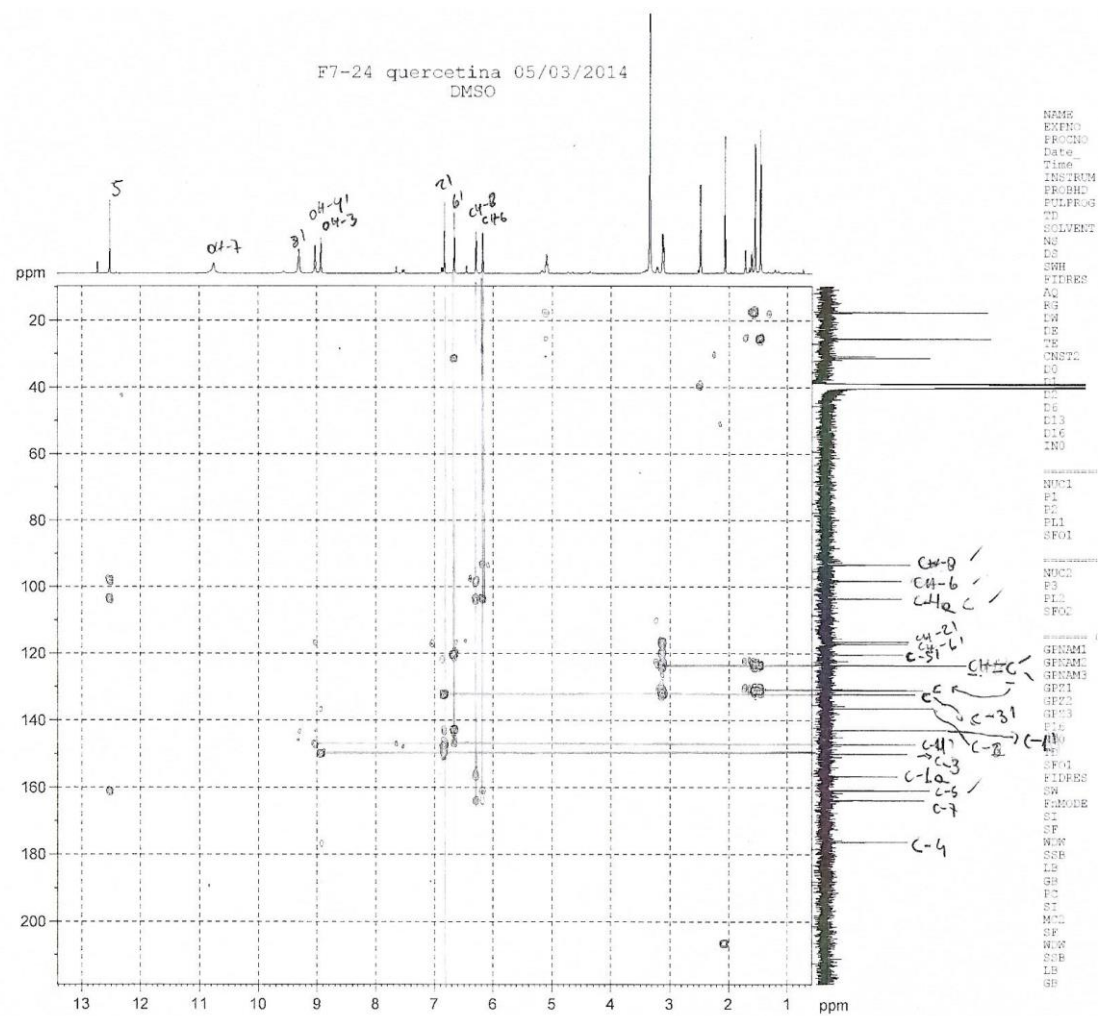 F7-24 quercetina 05/03/2014
DMSO
5
OH-7
OH-4'
OH-3
2'
6'
CH-8
CH6
ppm
20
40
60
80
100
120
140
160
180
200
13 12 11 10 9 8 7 6 5 4 3 2 1 ppm
CH-8
CH-6
CH-2'
CH-6'
C-5'
C-3'
C-4'
C-3
C-5
C-7
C-4
NAME
EXPNO
PROCNO
Date_
Time
INSTRUM
PROBHD
PULPROG
TD
SOLVENT
NS
DS
SWH
FIDRES
AQ
RG
DW
DE
TE
CNST2
D0
D1
D2
D6
D13
D16
IN0
NUC1
P1
P2
PL1
SFO1
NUC2
P3
PL2
SFO2
GPNAM1
GPNAM2
GPNAM3
GPZ1
GPZ2
GPZ3
P16
SFO1
FIDRES
SW
FnMODE
SI
SF
WDW
SSB
LB
GB
PC
SI
MC2
SF
WDW
SSB
LB
GB